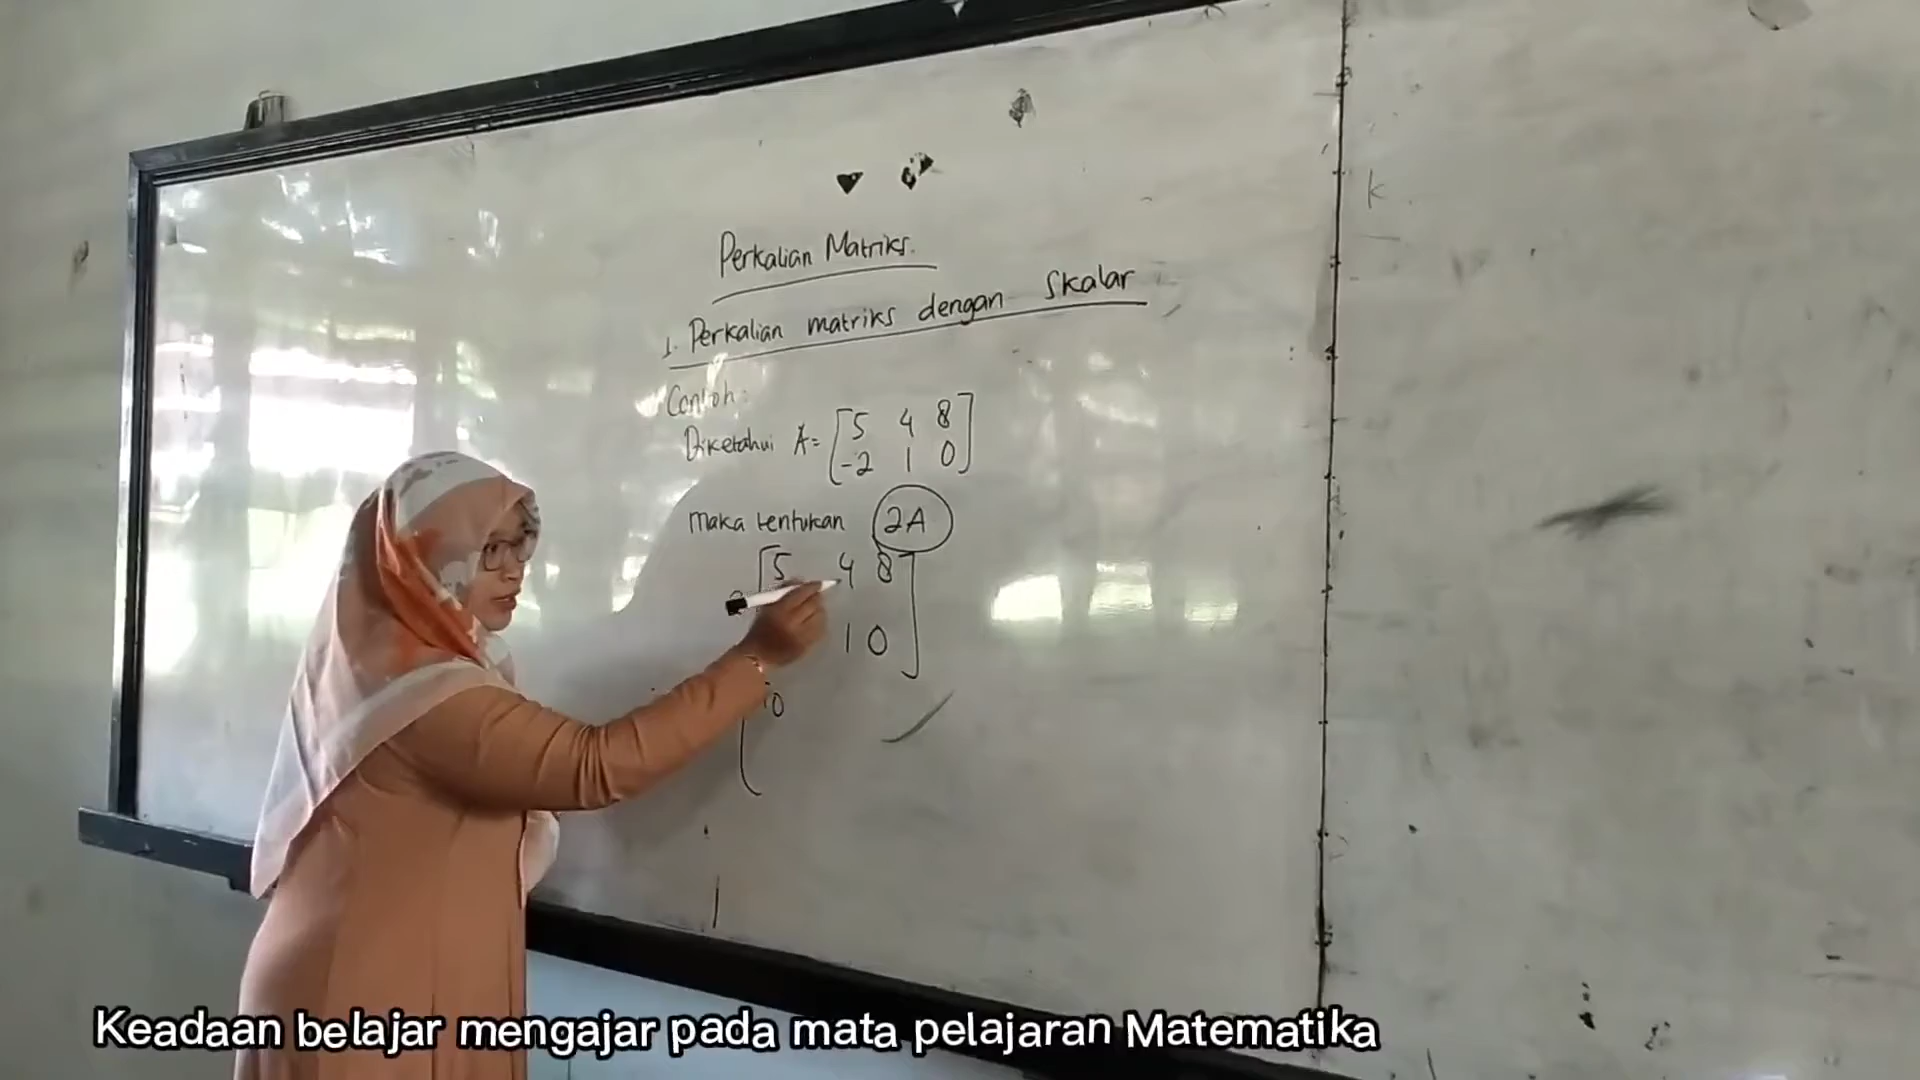 Perkalian Matriks.
1. Perkalian matriks dengan Skalar
Contoh:
Diketahui A = [5 4 8
-2 1 0]
Maka tentukan 2A
[5 4 8
1 0]
10
K
Keadaan belajar mengajar pada mata pelajaran Matematika